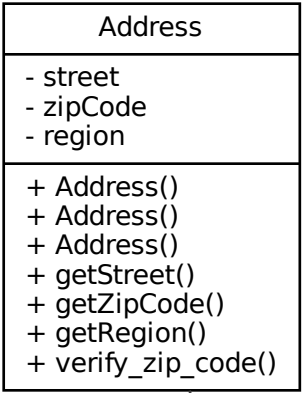 Address
- street
- zipCode
- region
+ Address()
+ Address()
+ Address()
+ getStreet()
+ getZipCode()
+ getRegion()
+ verify_zip_code()